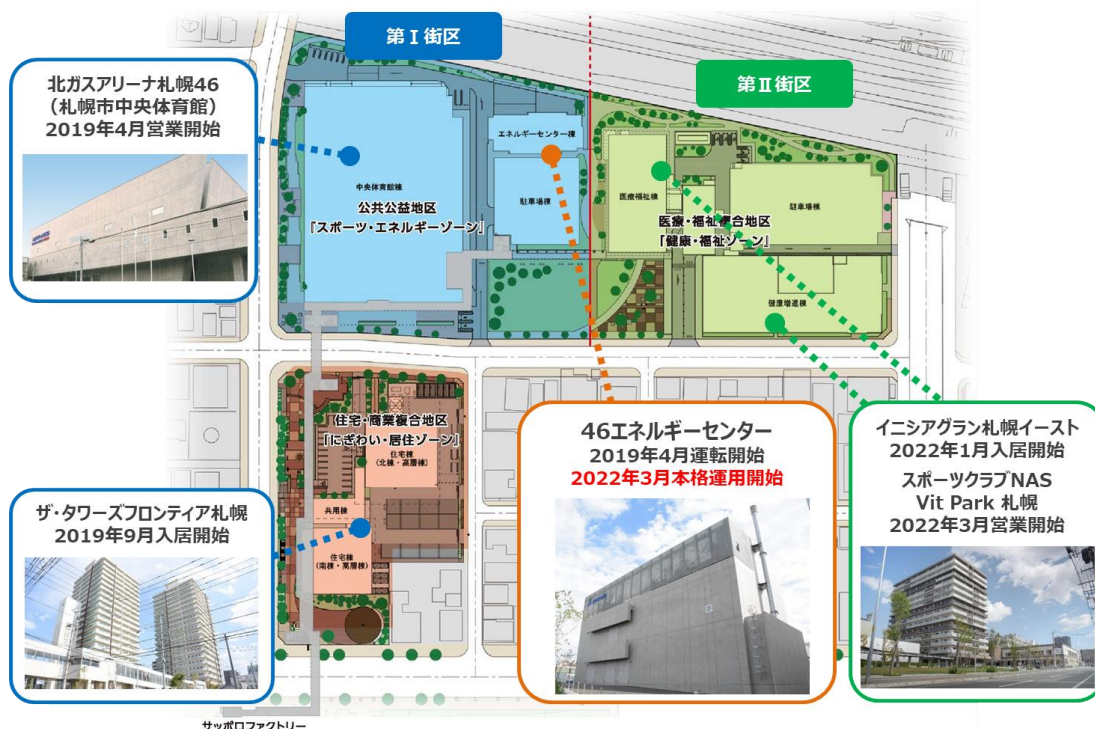 第Ⅰ街区
第Ⅱ街区
北ガスアリーナ札幌46
（札幌市中央体育館）
2019年4月営業開始
エネルギーセンター棟
中央体育館棟
公共公益地区
「スポーツ・エネルギーゾーン」
駐車場棟
医療福祉棟
医療・福祉複合地区
「健康・福祉ゾーン」
駐車場棟
健康増進棟
住宅・商業複合地区
「にぎわい・居住ゾーン」
住宅棟
（北棟・高層棟）
共用棟
住宅棟
（南棟・高層棟）
ザ・タワーズフロンティア札幌
2019年9月入居開始
46エネルギーセンター
2019年4月運転開始
2022年3月本格運用開始
イニシアグラン札幌イースト
2022年1月入居開始
スポーツクラブNAS
Vit Park 札幌
2022年3月営業開始
サッポロファクトリー